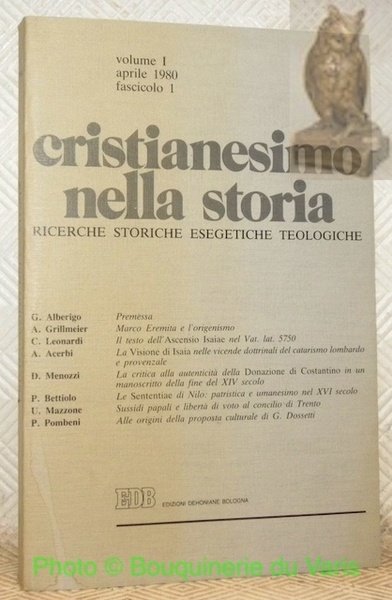 volume I
aprile 1980
fascicolo 1
cristianesimo
nella storia
RICERCHE STORICHE ESEGETICHE TEOLOGICHE
G. Alberigo Premessa
A. Grillmeier Marco Eremita e l'origenismo
C. Leonardi Il testo dell'Ascensio Isaiae nel Vat. lat. 5750
A. Acerbi La Visione di Isaia nelle vicende dottrinali del catarismo lombardo
e provenzale
D. Menozzi La critica alla autenticità della Donazione di Costantino in un
manoscritto della fine del XIV secolo
P. Bettiolo Le Sententiae di Nilo: patristica e umanesimo nel XVI secolo
U. Mazzone Sussidi papali e libertà di voto al concilio di Trento
P. Pombeni Alle origini della proposta culturale di G. Dossetti
EDB EDIZIONI DEHONIANE BOLOGNA
Photo © Bouquinerie du Varis